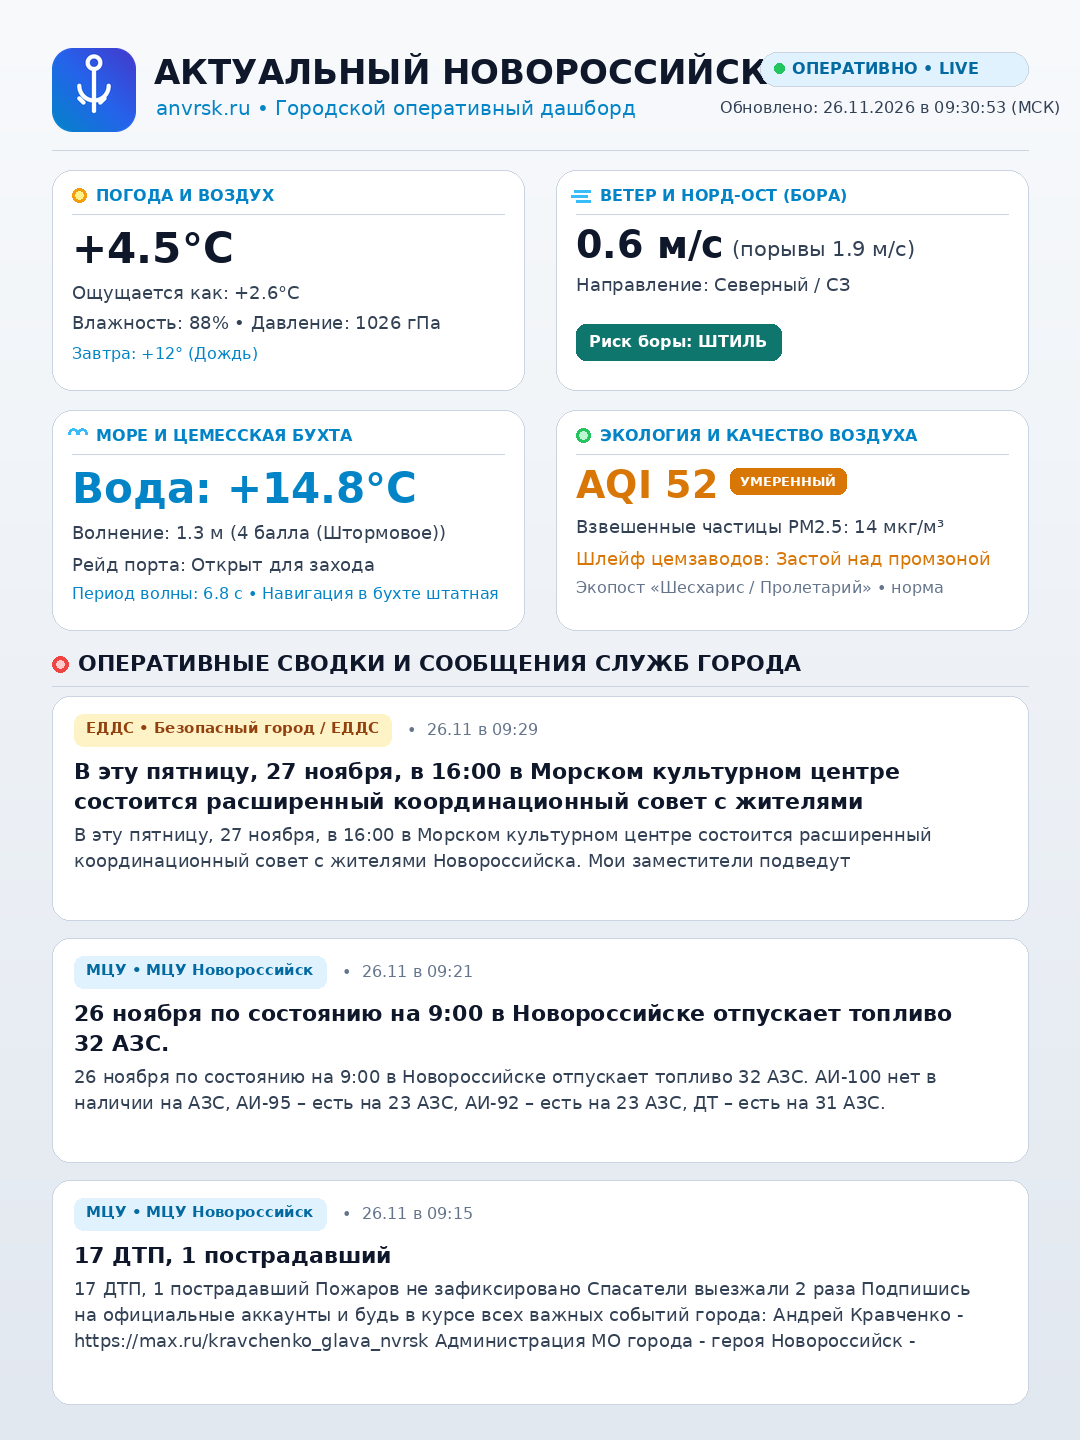 АКТУАЛЬНЫЙ НОВОРОССИЙСК
ОПЕРАТИВНО • LIVE
anvrsk.ru • Городской оперативный дашборд
Обновлено: 26.11.2026 в 09:30:53 (МСК)
ПОГОДА И ВОЗДУХ
+4.5°C
Ощущается как: +2.6°C
Влажность: 88% • Давление: 1026 гПа
Завтра: +12° (Дождь)
ВЕТЕР И НОРД-ОСТ (БОРА)
0.6 м/с (порывы 1.9 м/с)
Направление: Северный / СЗ
Риск боры: ШТИЛЬ
МОРЕ И ЦЕМЕССКАЯ БУХТА
Вода: +14.8°C
Волнение: 1.3 м (4 балла (Штормовое))
Рейд порта: Открыт для захода
Период волны: 6.8 с • Навигация в бухте штатная
ЭКОЛОГИЯ И КАЧЕСТВО ВОЗДУХА
AQI 52 УМЕРЕННЫЙ
Взвешенные частицы PM2.5: 14 мкг/м³
Шлейф цемзаводов: Застой над промзоной
Экопост «Шесхарис / Пролетарий» • норма
ОПЕРАТИВНЫЕ СВОДКИ И СООБЩЕНИЯ СЛУЖБ ГОРОДА
ЕДДС • Безопасный город / ЕДДС • 26.11 в 09:29
В эту пятницу, 27 ноября, в 16:00 в Морском культурном центре
состоится расширенный координационный совет с жителями
В эту пятницу, 27 ноября, в 16:00 в Морском культурном центре состоится расширенный
координационный совет с жителями Новороссийска. Мои заместители подведут
МЦУ • МЦУ Новороссийск • 26.11 в 09:21
26 ноября по состоянию на 9:00 в Новороссийске отпускает топливо
32 АЗС.
26 ноября по состоянию на 9:00 в Новороссийске отпускает топливо 32 АЗС. АИ-100 нет в
наличии на АЗС, АИ-95 – есть на 23 АЗС, АИ-92 – есть на 23 АЗС, ДТ – есть на 31 АЗС.
МЦУ • МЦУ Новороссийск • 26.11 в 09:15
17 ДТП, 1 пострадавший
17 ДТП, 1 пострадавший Пожаров не зафиксировано Спасатели выезжали 2 раза Подпишись
на официальные аккаунты и будь в курсе всех важных событий города: Андрей Кравченко -
https://max.ru/kravchenko_glava_nvrsk Администрация МО города - героя Новороссийск -